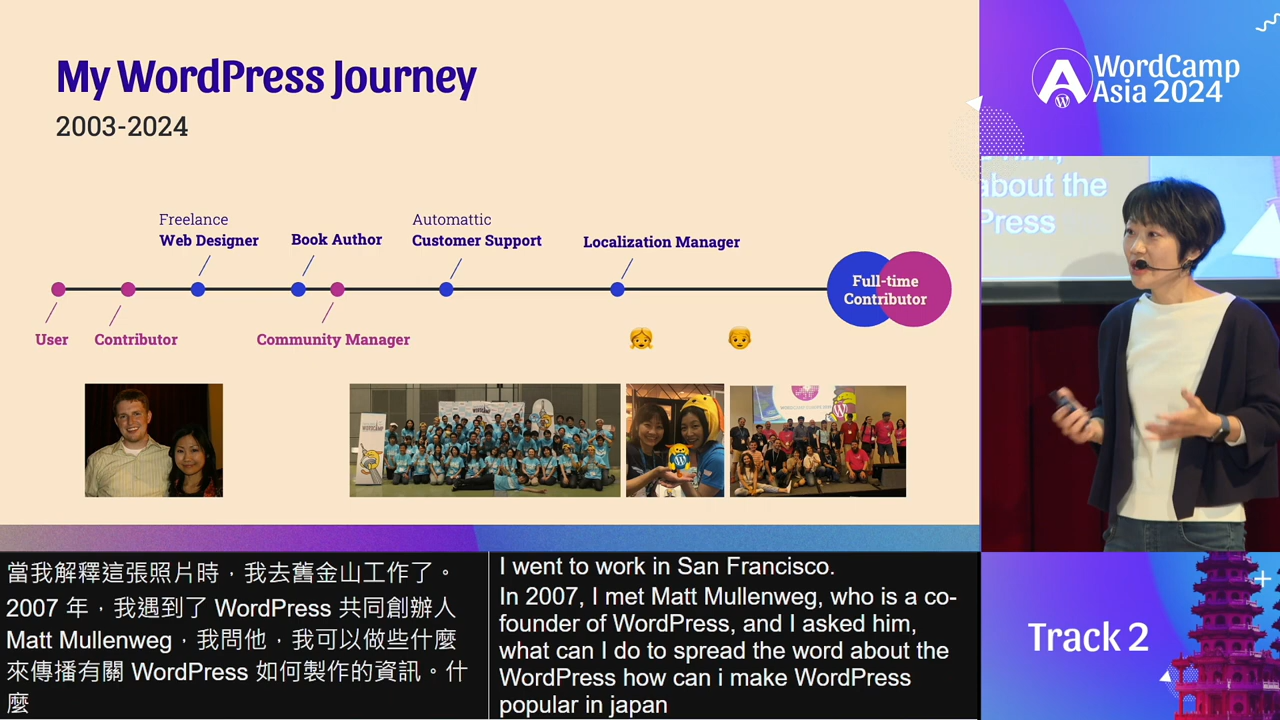 My WordPress Journey
2003-2024
Freelance
Web Designer
Book Author
Automattic
Customer Support
Localization Manager
Full-time
Contributor
User
Contributor
Community Manager
WordCamp
Asia 2024
about the
Press
當我解釋這張照片時，我去舊金山工作了。
2007 年，我遇到了 WordPress 共同創辦人
Matt Mullenweg，我問他，我可以做些什麼
來傳播有關 WordPress 如何製作的資訊。什
麼
I went to work in San Francisco.
In 2007, I met Matt Mullenweg, who is a co-
founder of WordPress, and I asked him,
what can I do to spread the word about the
WordPress how can i make WordPress
popular in japan
Track 2